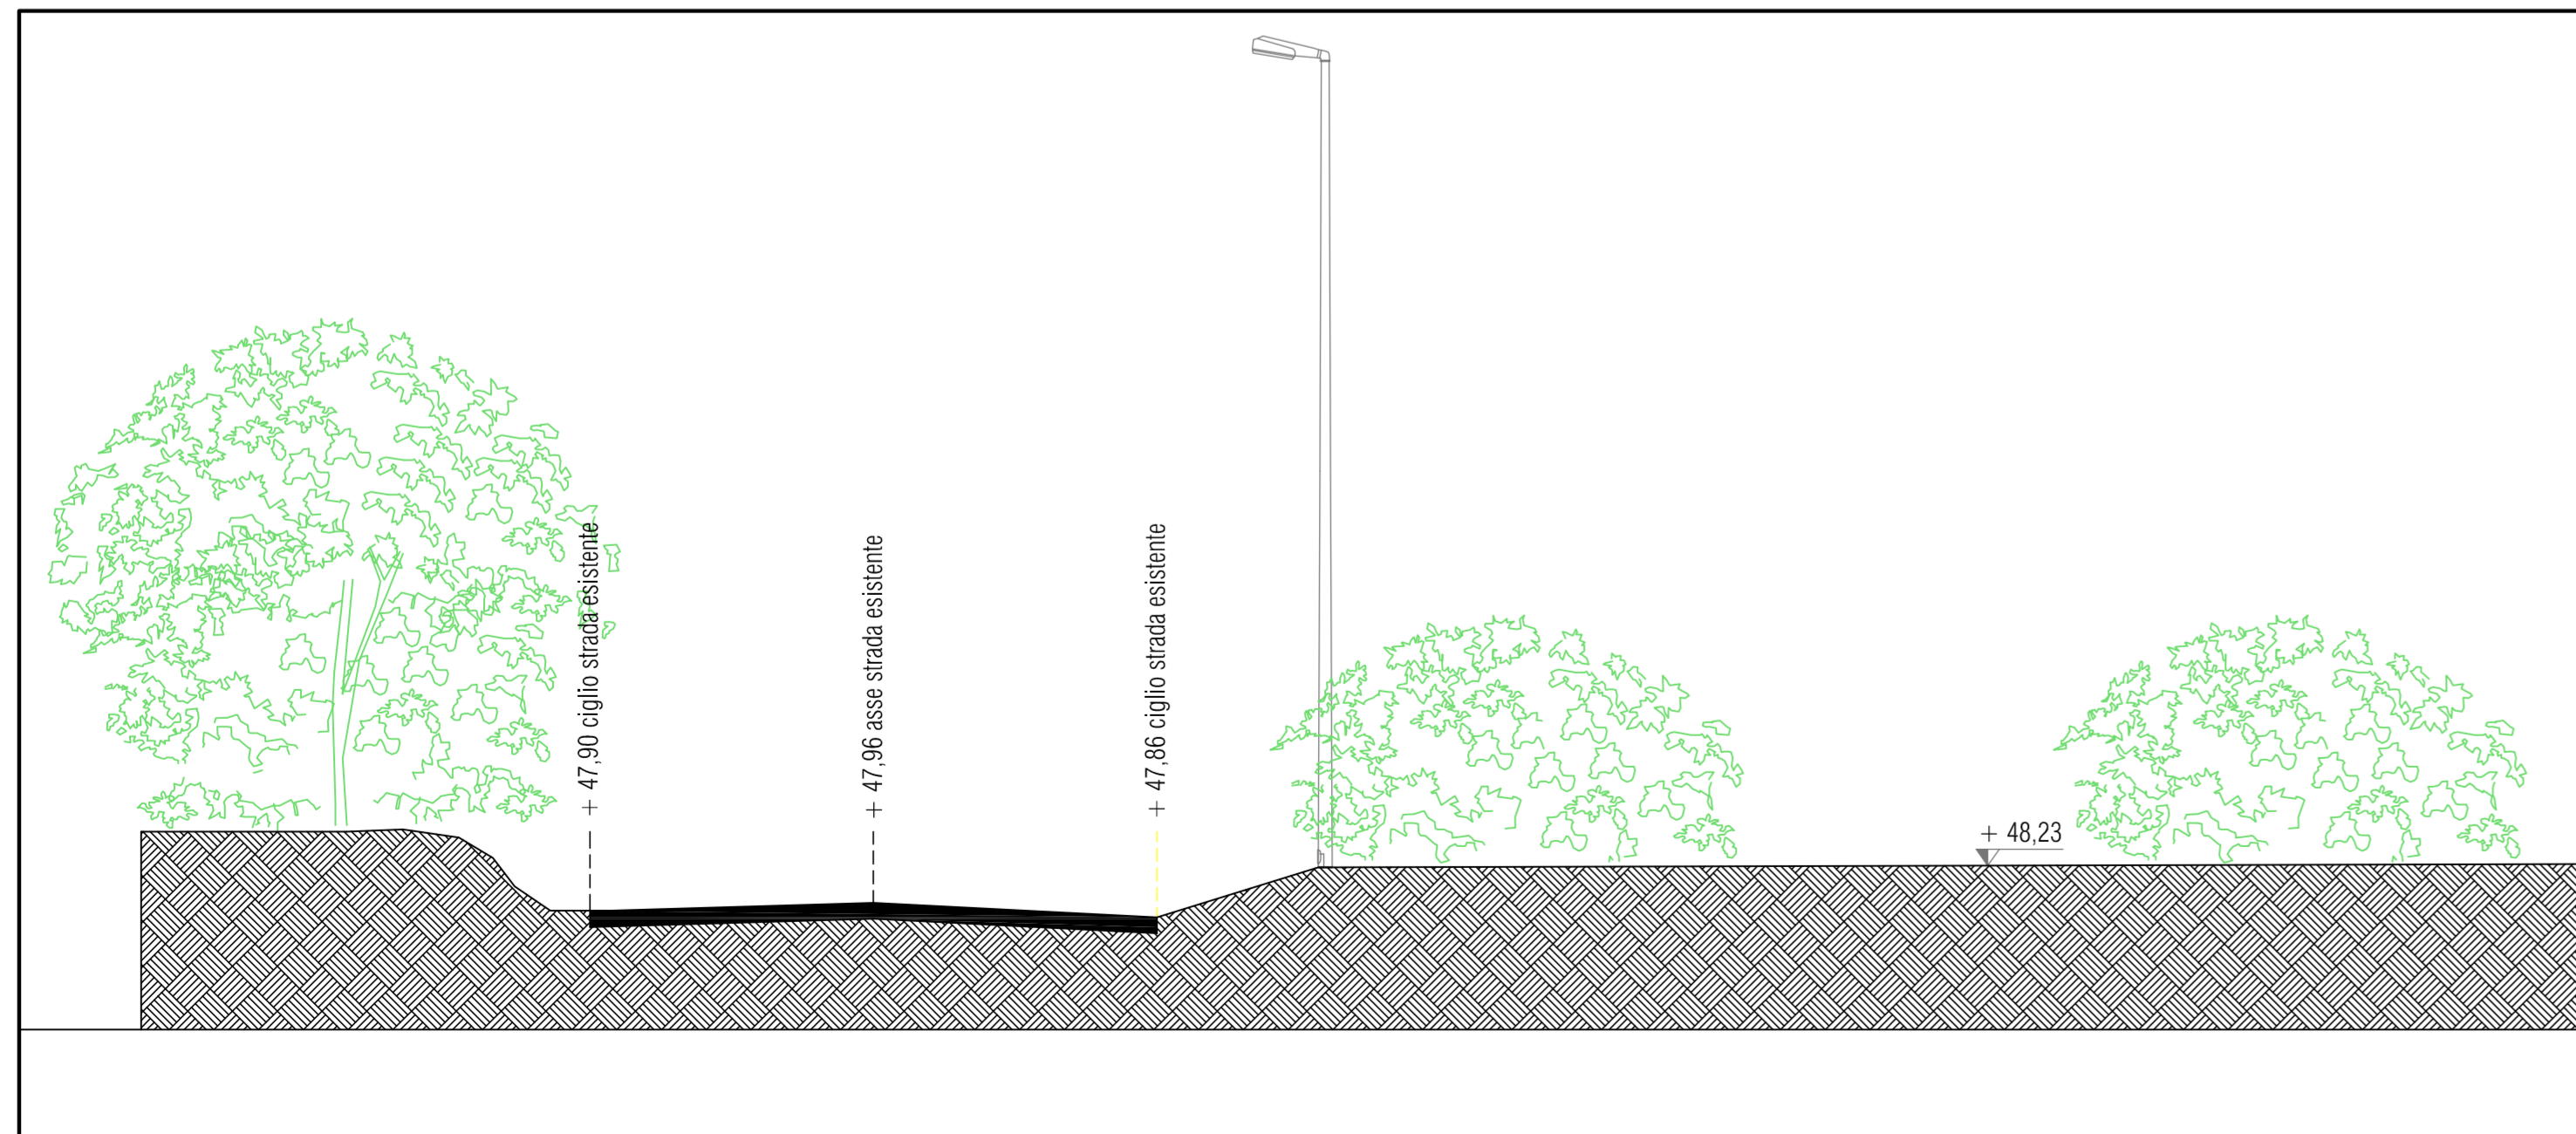 + 47,90 ciglio strada esistente
+ 47,96 asse strada esistente
+ 47,86 ciglio strada esistente
+ 48,23